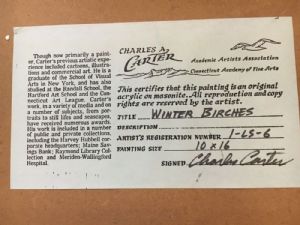 Though now primarily a paint-
er, Carter's previous artistic expe-
rience included cartoons, illustra-
tions and commercial art. He is a
graduate of the School of Visual
Arts in New York, and has also
studied at the Randall School, the
Hartford Art School and the Con-
necticut Art League. Carter's
work, in a variety of media and on
a number of subjects, from por-
traits to still lifes and seascapes,
have received numerous awards.
His work is included in a number
of public and private collections,
including the Harvey Hubbell cor-
porate headquarters; Maine Sav-
ings Bank; Raymond Library Col-
lection and Meriden-Wallingford
Hospital.
CHARLES A.
CARTER
Academic Artists Association
Connecticut Academy of Fine Arts
This certifies that this painting is an original
acrylic on masonite. All reproduction and copy
rights are reserved by the artist.
TITLE WINTER BIRCHES
DESCRIPTION
ARTIST'S REGISTRATION NUMBER 1-LS-6
PAINTING SIZE 10 x 16
SIGNED Charles Carter